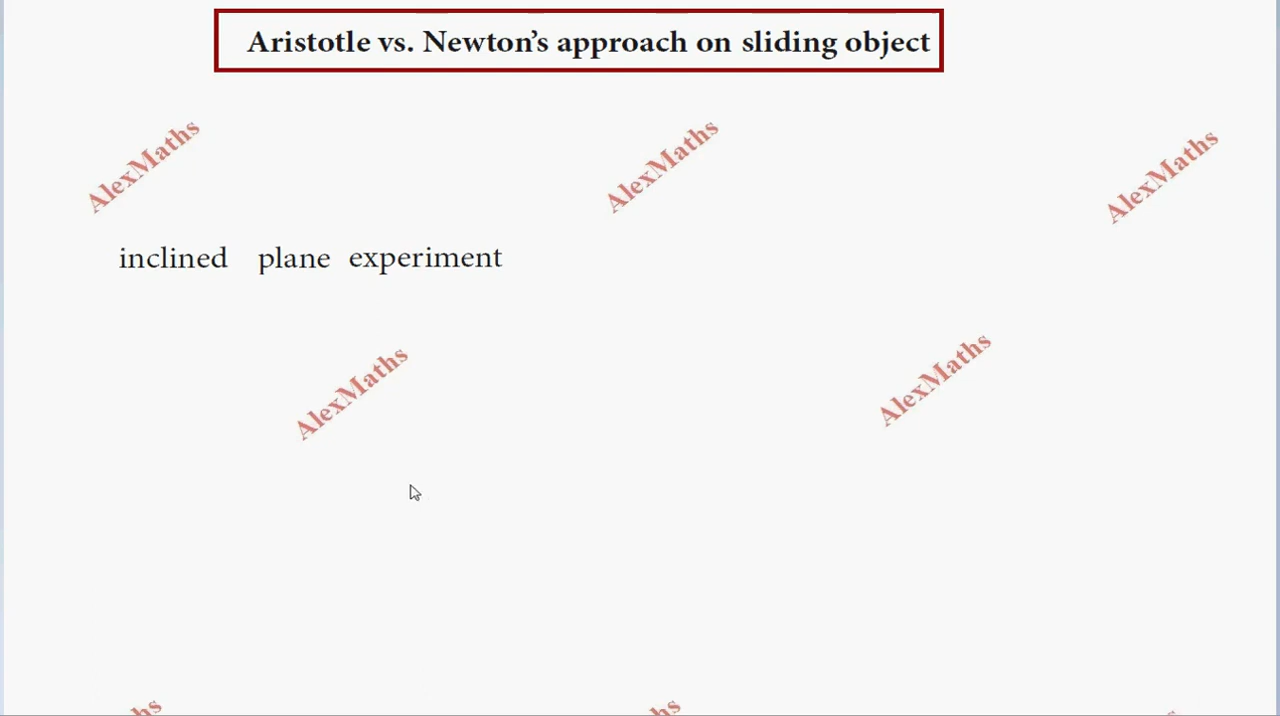 Aristotle vs. Newton’s approach on sliding object
AlexMaths
AlexMaths
AlexMaths
inclined plane experiment
AlexMaths
AlexMaths